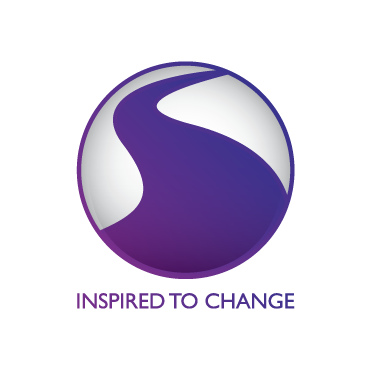 INSPIRED TO CHANGE